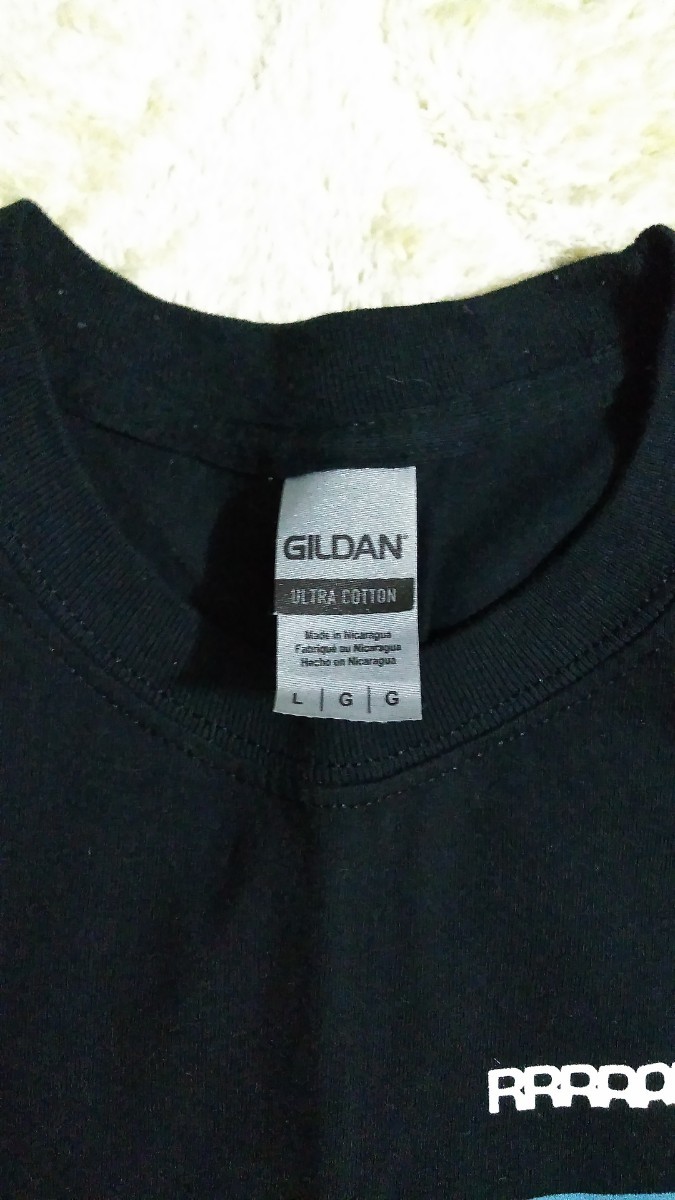 GILDAN
ULTRA COTTON
Made in Nicaragua
Fabriqué au Nicaragua
Hecho en Nicaragua
L | G | G